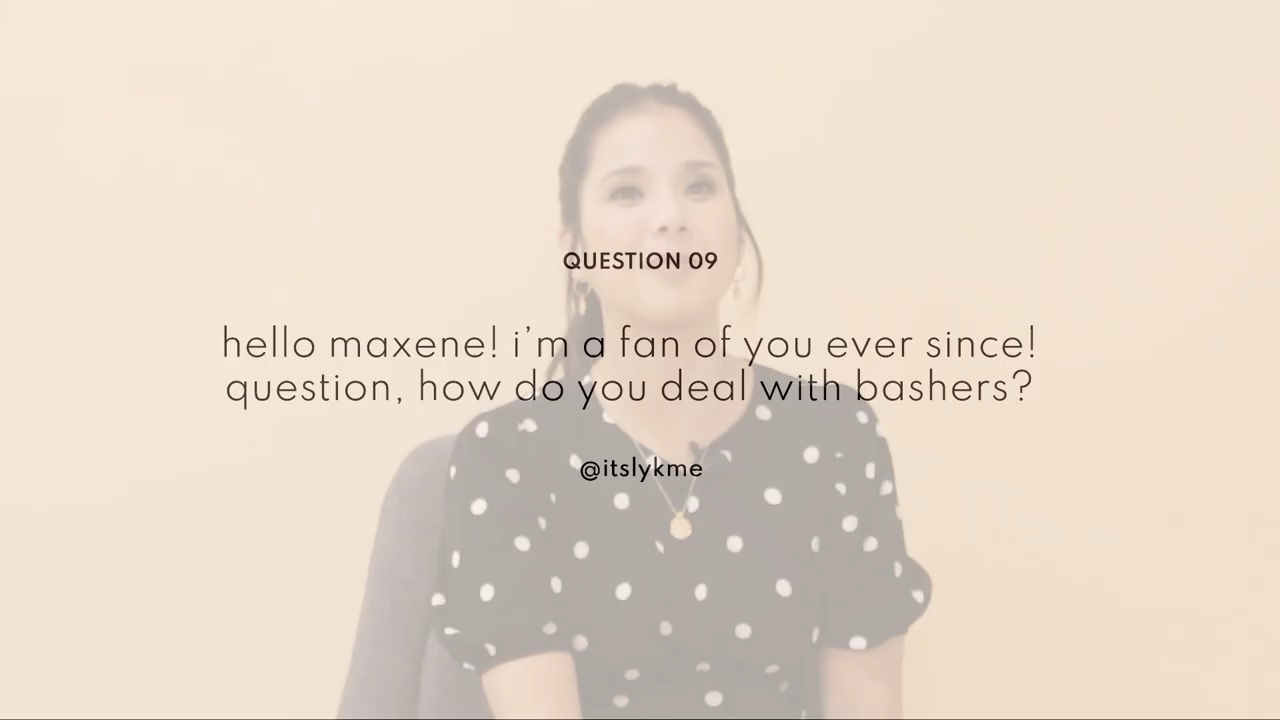 QUESTION 09
hello maxene! i'm a fan of you ever since!
question, how do you deal with bashers?
@itslykme